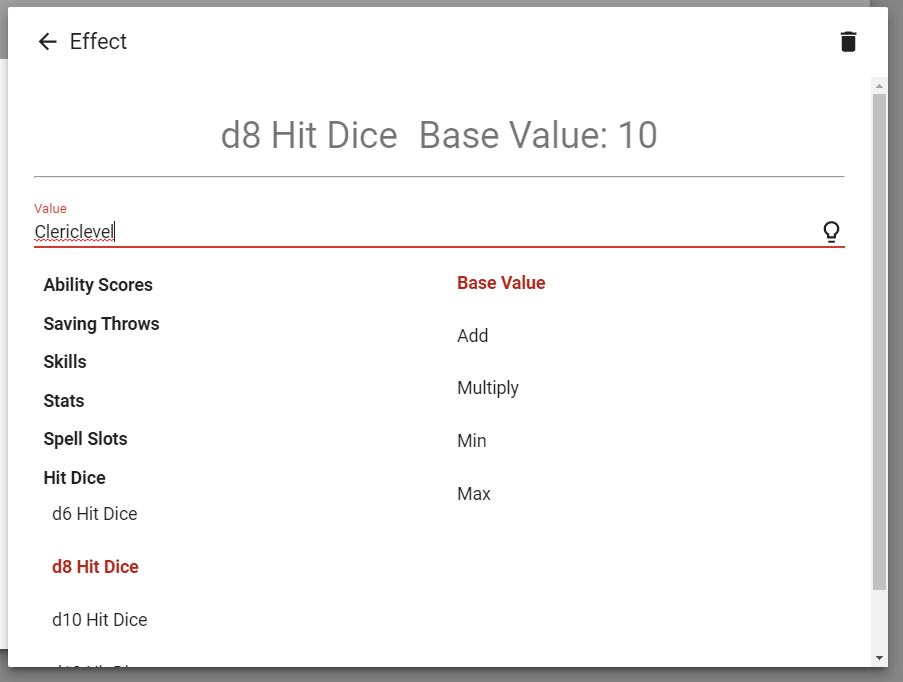 Effect
d8 Hit Dice Base Value: 10
Value
Clericlevel
Ability Scores
Base Value
Saving Throws
Add
Skills
Multiply
Stats
Spell Slots
Min
Hit Dice
Max
d6 Hit Dice
d8 Hit Dice
d10 Hit Dice